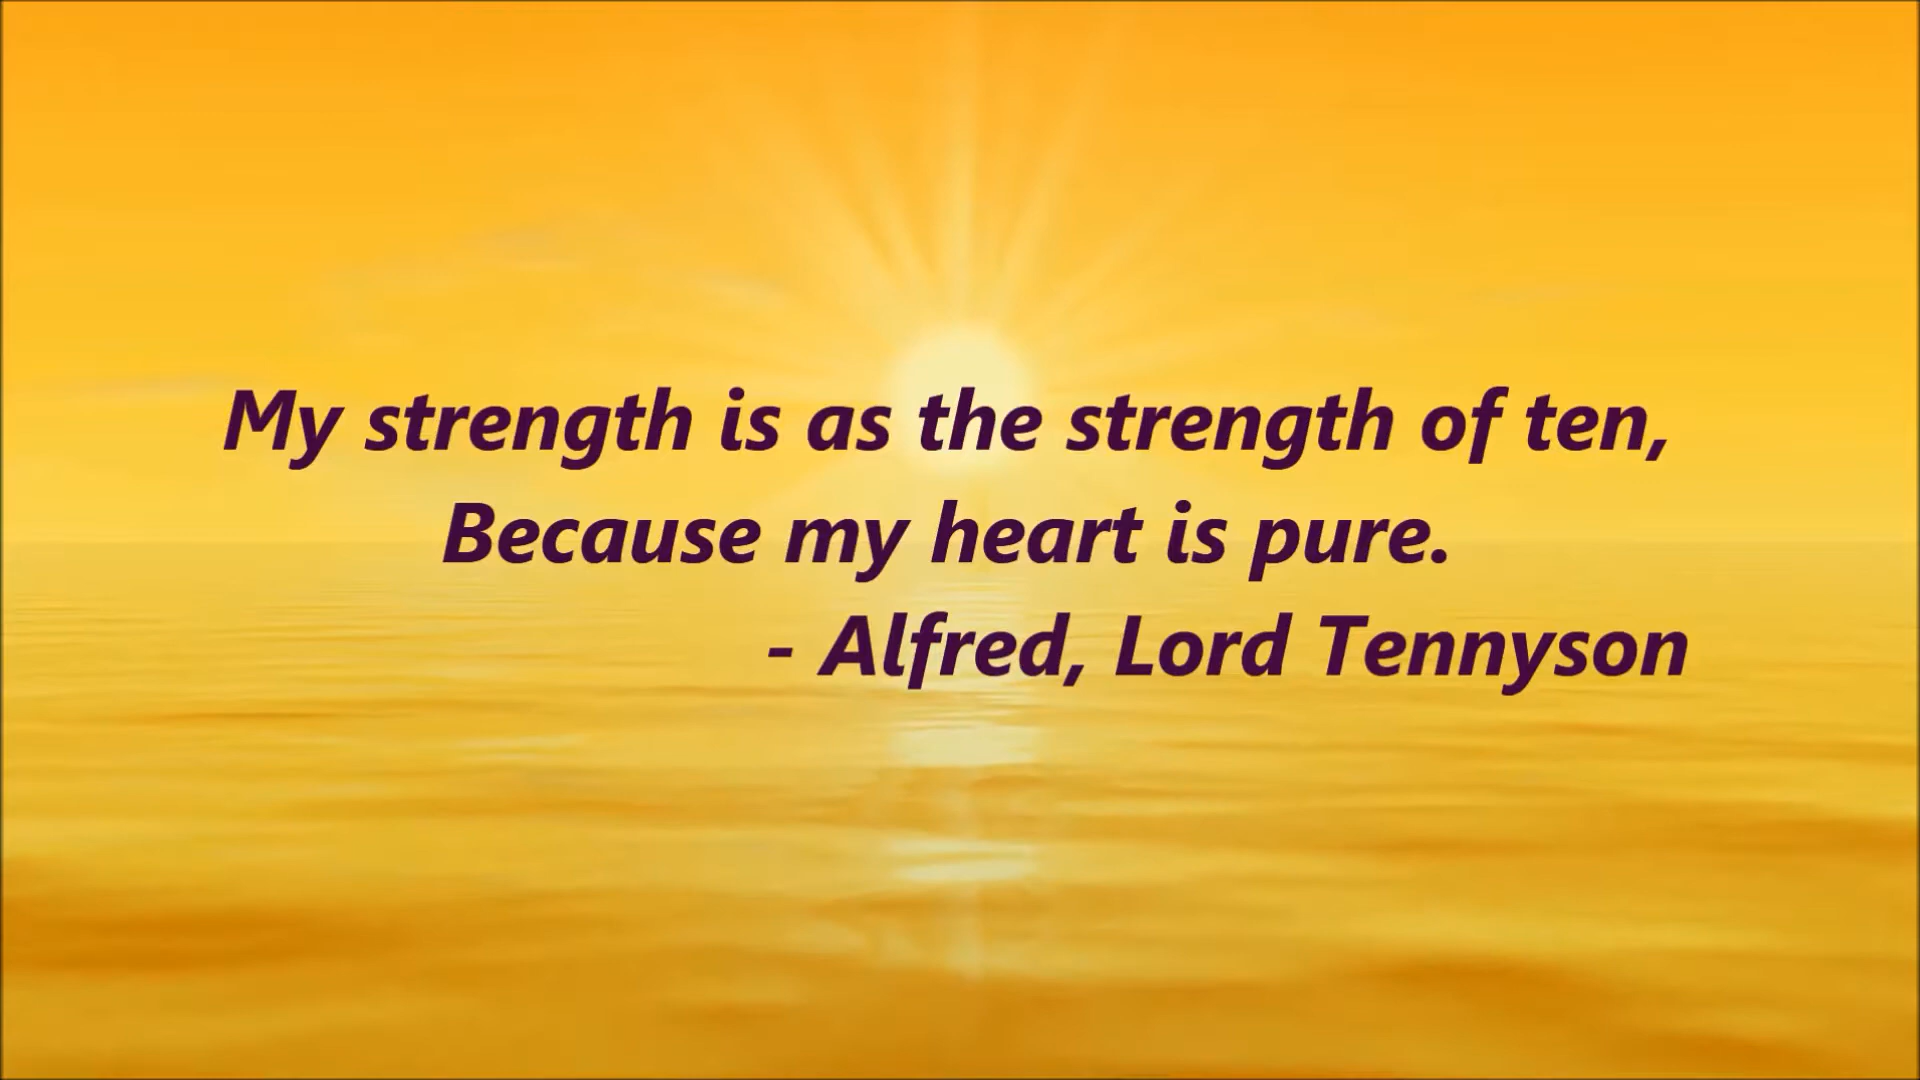 My strength is as the strength of ten,
Because my heart is pure.
- Alfred, Lord Tennyson